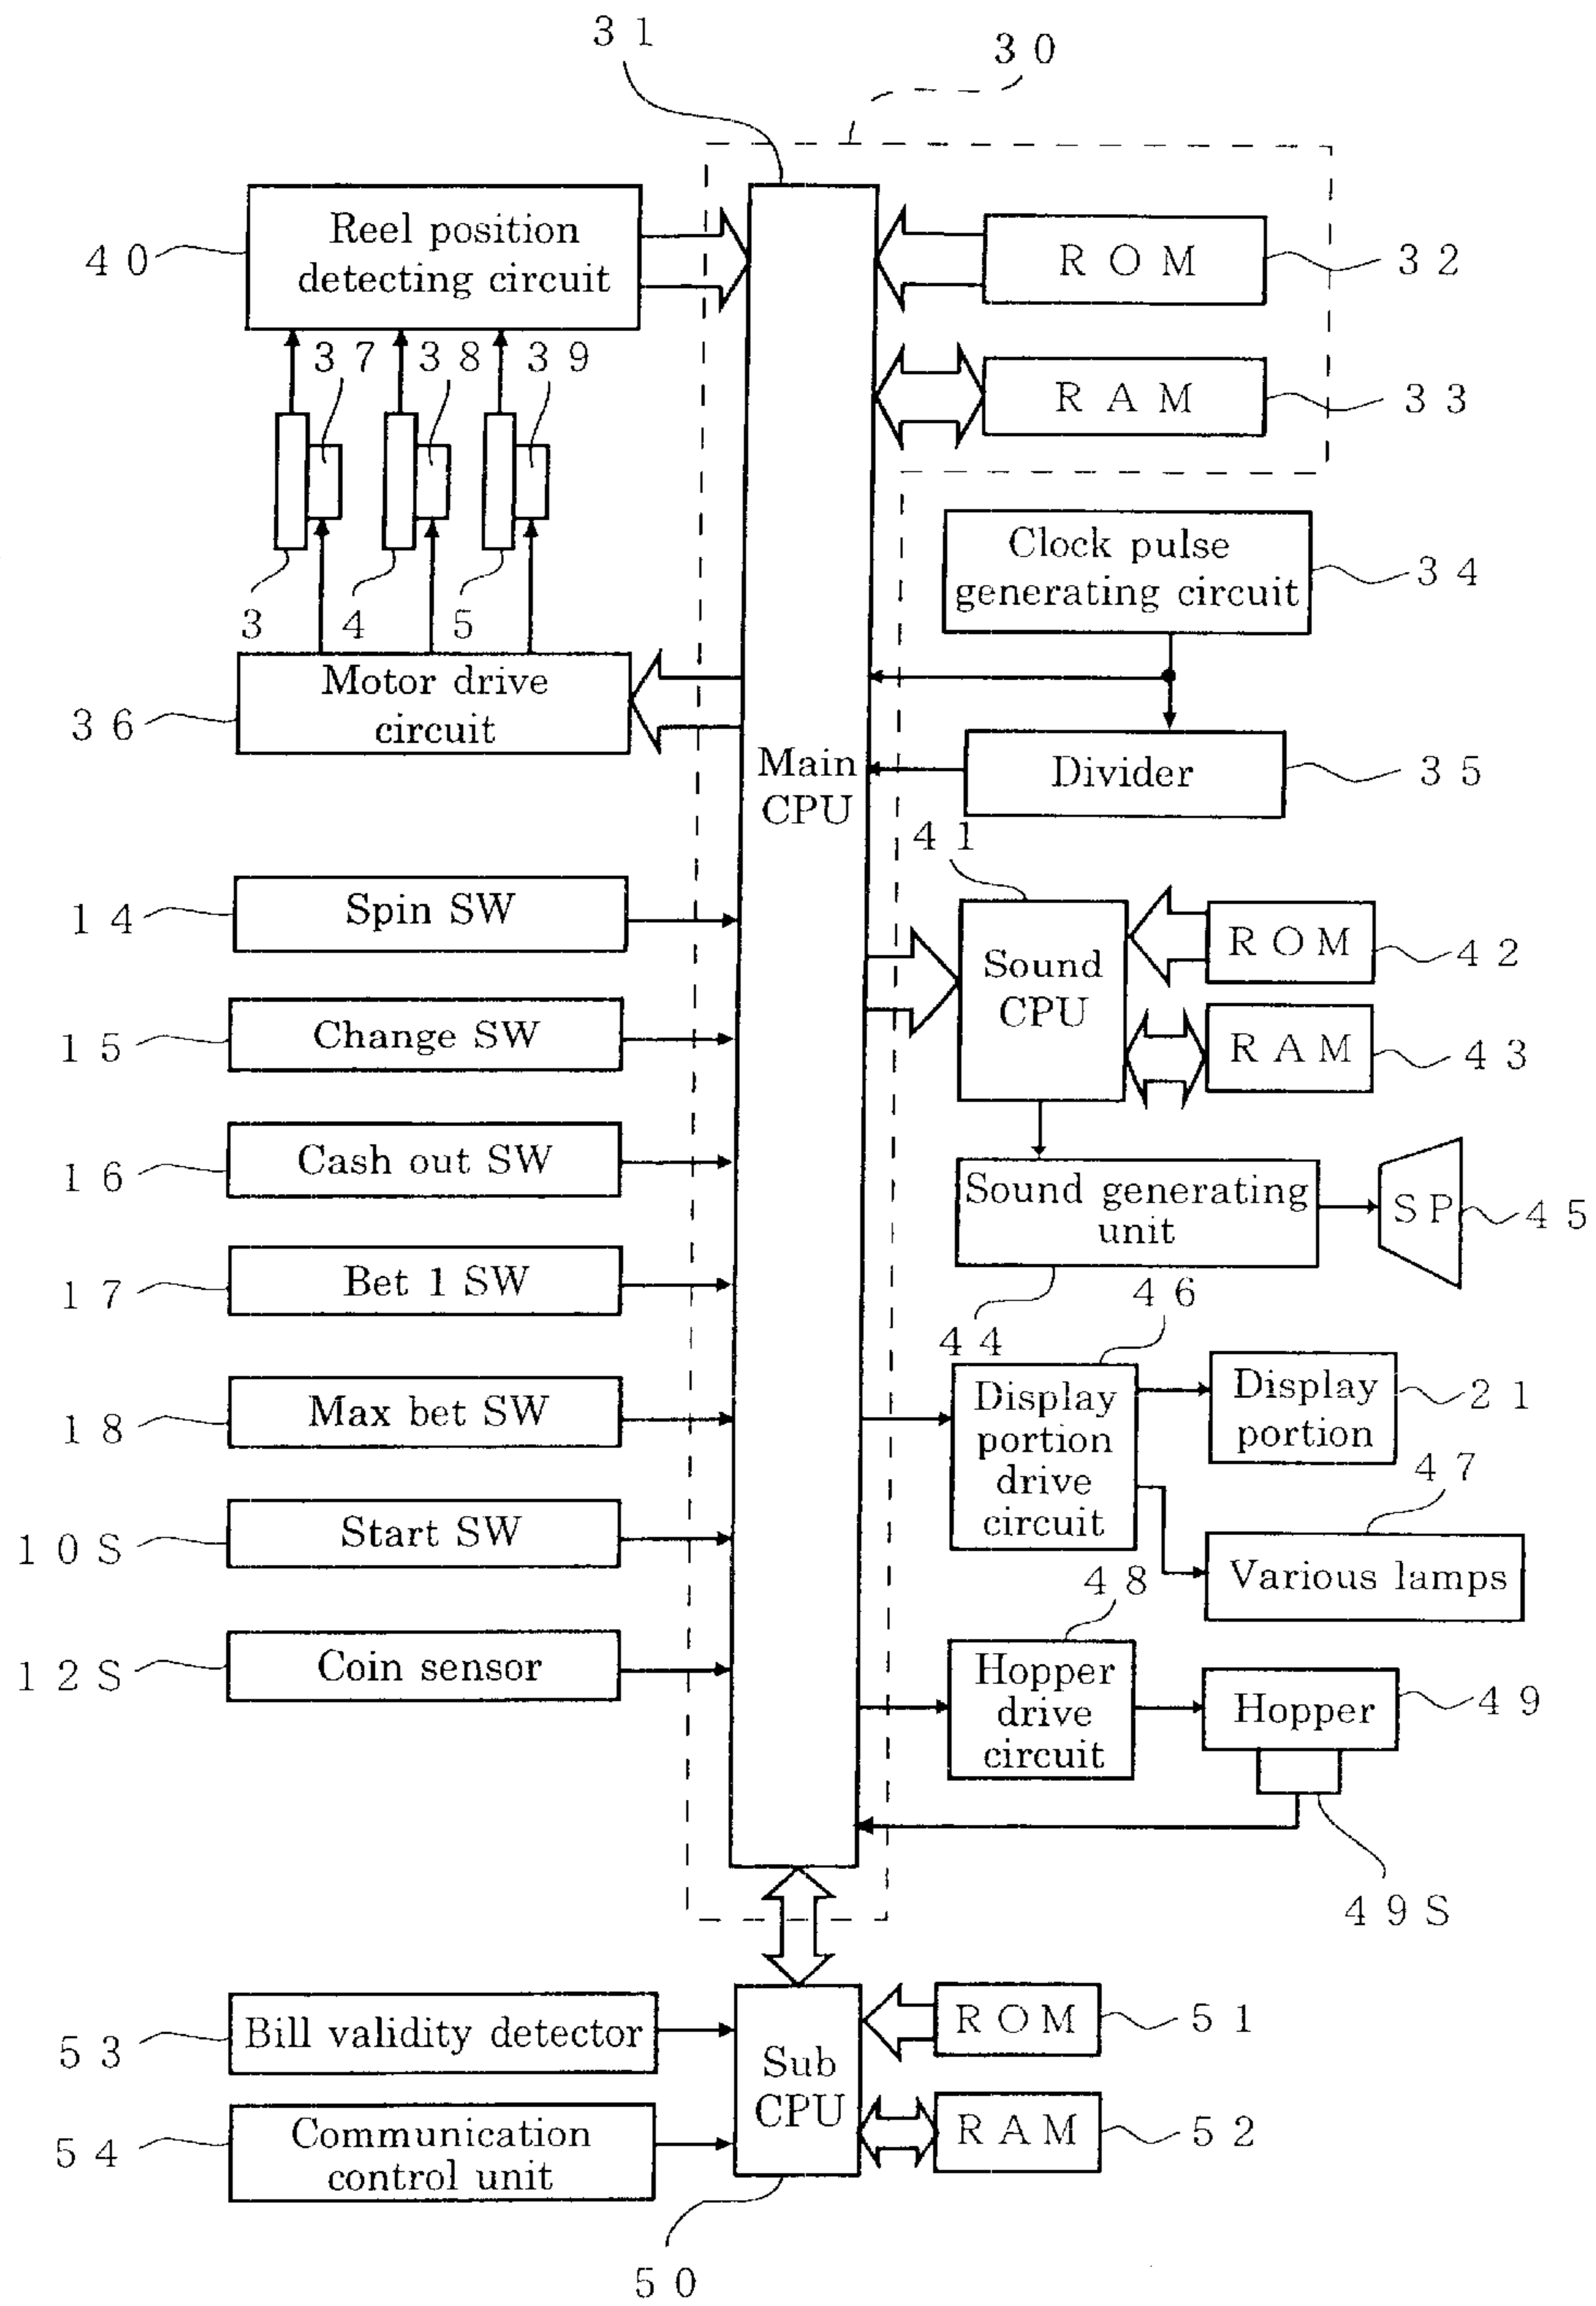 31
30
Reel position
detecting circuit
40
ROM
32
37
38
39
RAM
33
3
4
5
Clock pulse
generating circuit
34
Motor drive
circuit
36
Main
CPU
Divider
35
41
14
Spin SW
Sound
CPU
ROM
42
15
Change SW
RAM
43
16
Cash out SW
Sound generating
unit
SP
45
17
Bet 1 SW
46
44
18
Max bet SW
Display
portion
drive
circuit
Display
portion
21
47
10S
Start SW
Various lamps
48
12S
Coin sensor
Hopper
drive
circuit
Hopper
49
49S
53
Bill validity detector
Sub
CPU
ROM
51
54
Communication
control unit
RAM
52
50